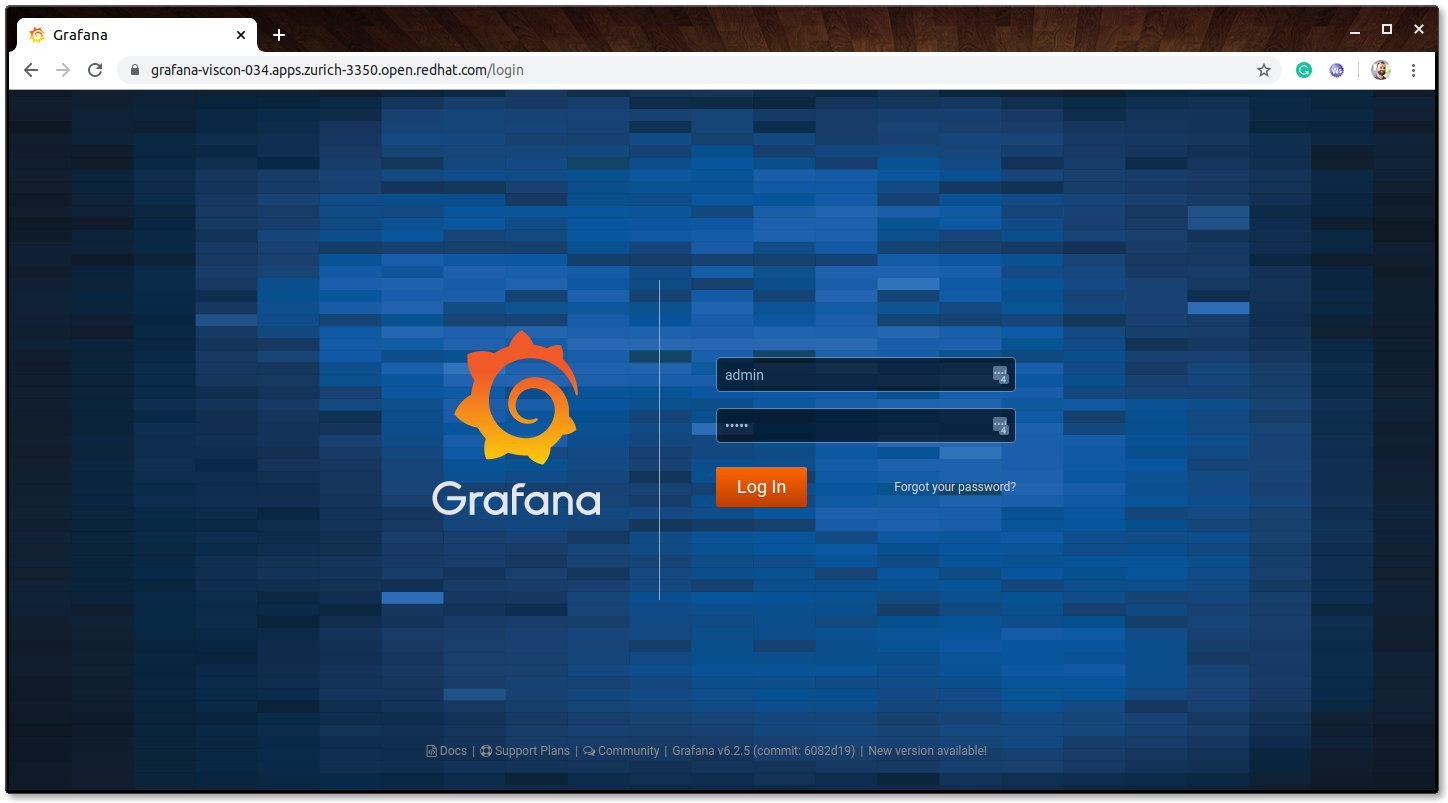 Grafana
grafana-viscon-034.apps.zurich-3350.open.redhat.com/login
admin
•••••
Log In
Forgot your password?
Grafana
Docs | Support Plans | Community | Grafana v6.2.5 (commit: 6082d19) | New version available!